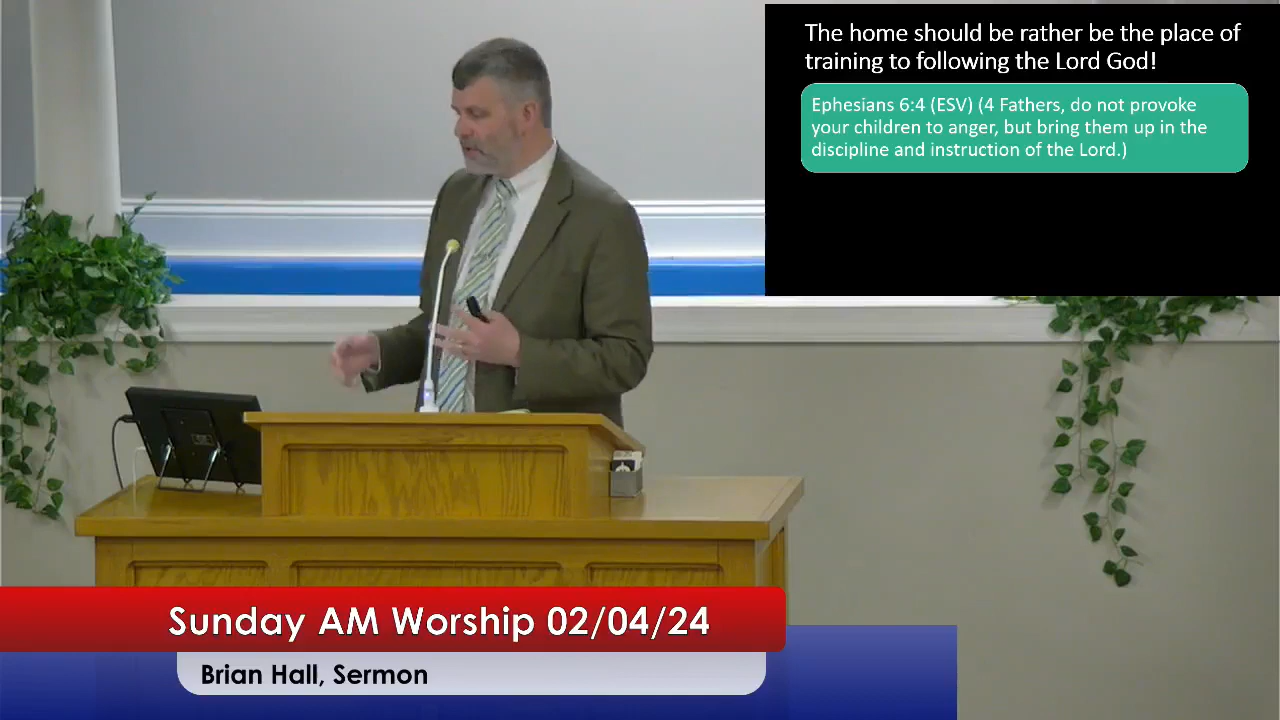 The home should be rather be the place of
training to following the Lord God!
Ephesians 6:4 (ESV) (4 Fathers, do not provoke
your children to anger, but bring them up in the
discipline and instruction of the Lord.)
Sunday AM Worship 02/04/24
Brian Hall, Sermon